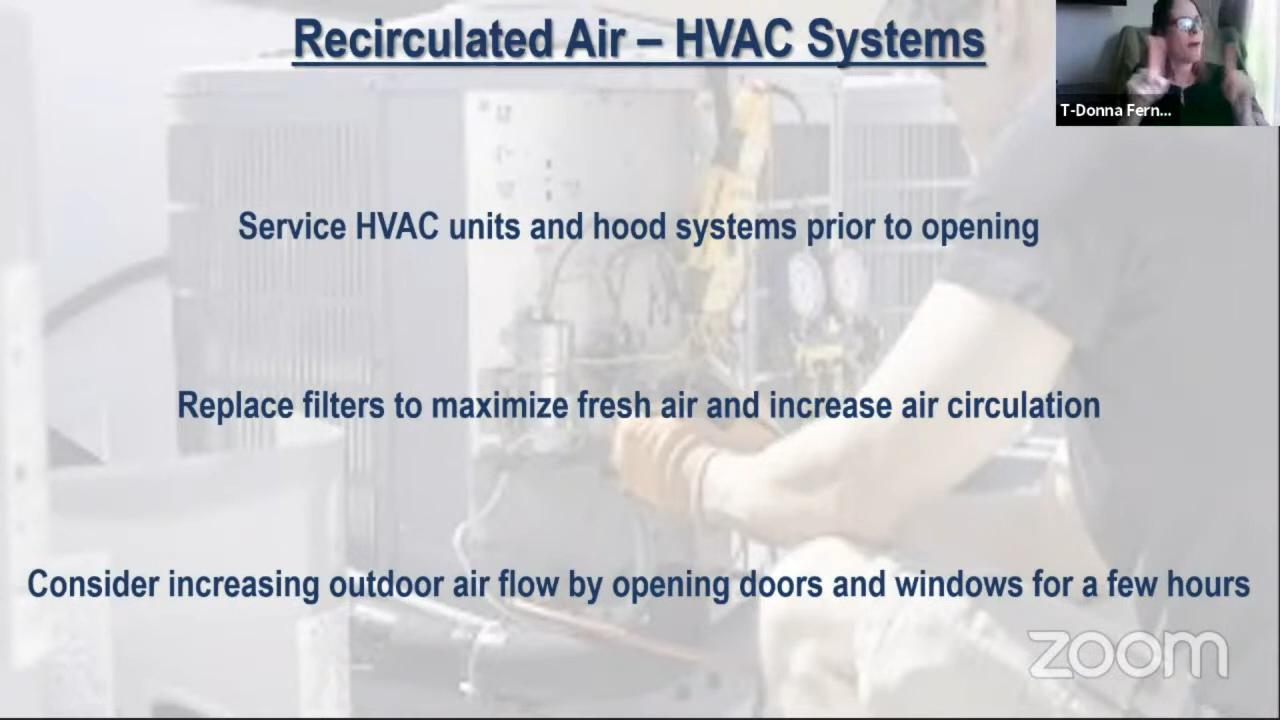 Recirculated Air – HVAC Systems
T-Donna Fern...
Service HVAC units and hood systems prior to opening
Replace filters to maximize fresh air and increase air circulation
Consider increasing outdoor air flow by opening doors and windows for a few hours
zoom